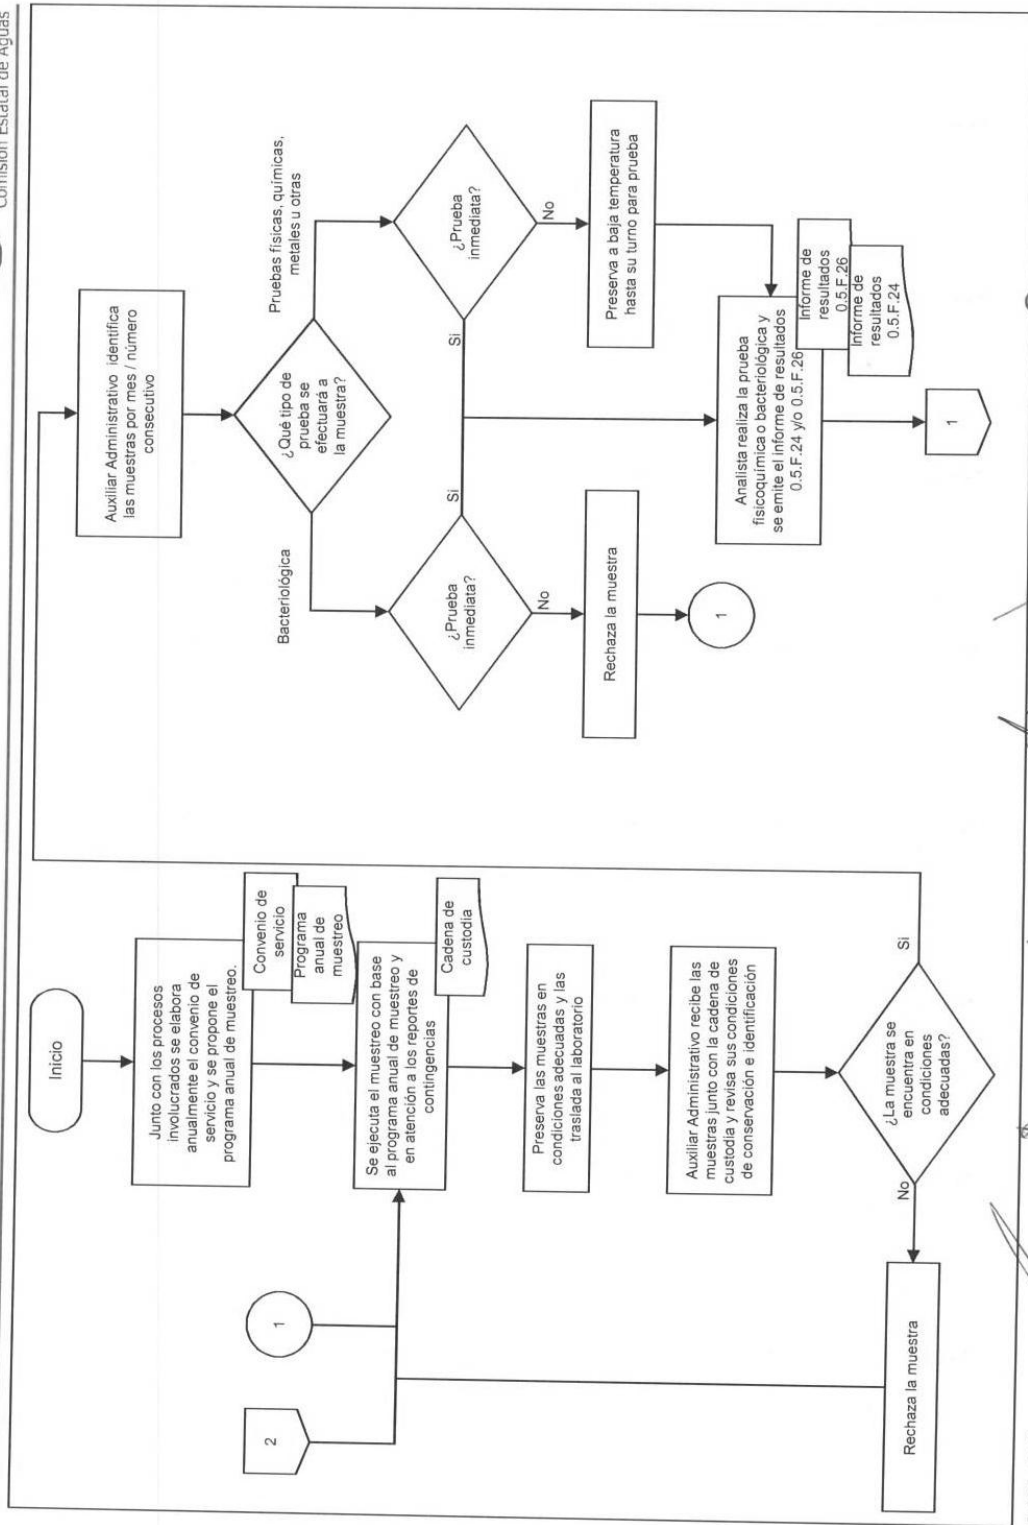 Comisión Estatal de Aguas
Inicio
Junto con los procesos
involucrados se elabora
anualmente el convenio de
servicio y se propone el
programa anual de muestreo.
Convenio de
servicio
Programa
anual de
muestreo
2
1
Se ejecuta el muestreo con base
al programa anual de muestreo y
en atención a los reportes de
contingencias
Cadena de
custodia
Preserva las muestras en
condiciones adecuadas y las
traslada al laboratorio
Auxiliar Administrativo recibe las
muestras junto con la cadena de
custodia y revisa sus condiciones
de conservación e identificación
¿La muestra se
encuentra en
condiciones
adecuadas?
No
Si
Rechaza la muestra
Auxiliar Administrativo identifica
las muestras por mes / número
consecutivo
¿Qué tipo de
prueba se
efectuará a
la muestra?
Bacteriológica
Pruebas físicas, químicas,
metales u otras
¿Prueba
inmediata?
Si
Si
¿Prueba
inmediata?
No
No
Rechaza la muestra
Preserva a baja temperatura
hasta su turno para prueba
1
Analista realiza la prueba
fisicoquímica o bacteriológica y
se emite el informe de resultados
0.5.F.24 y/o 0.5.F.26
Informe de
resultados
0.5.F.26
Informe de
resultados
0.5.F.24
1